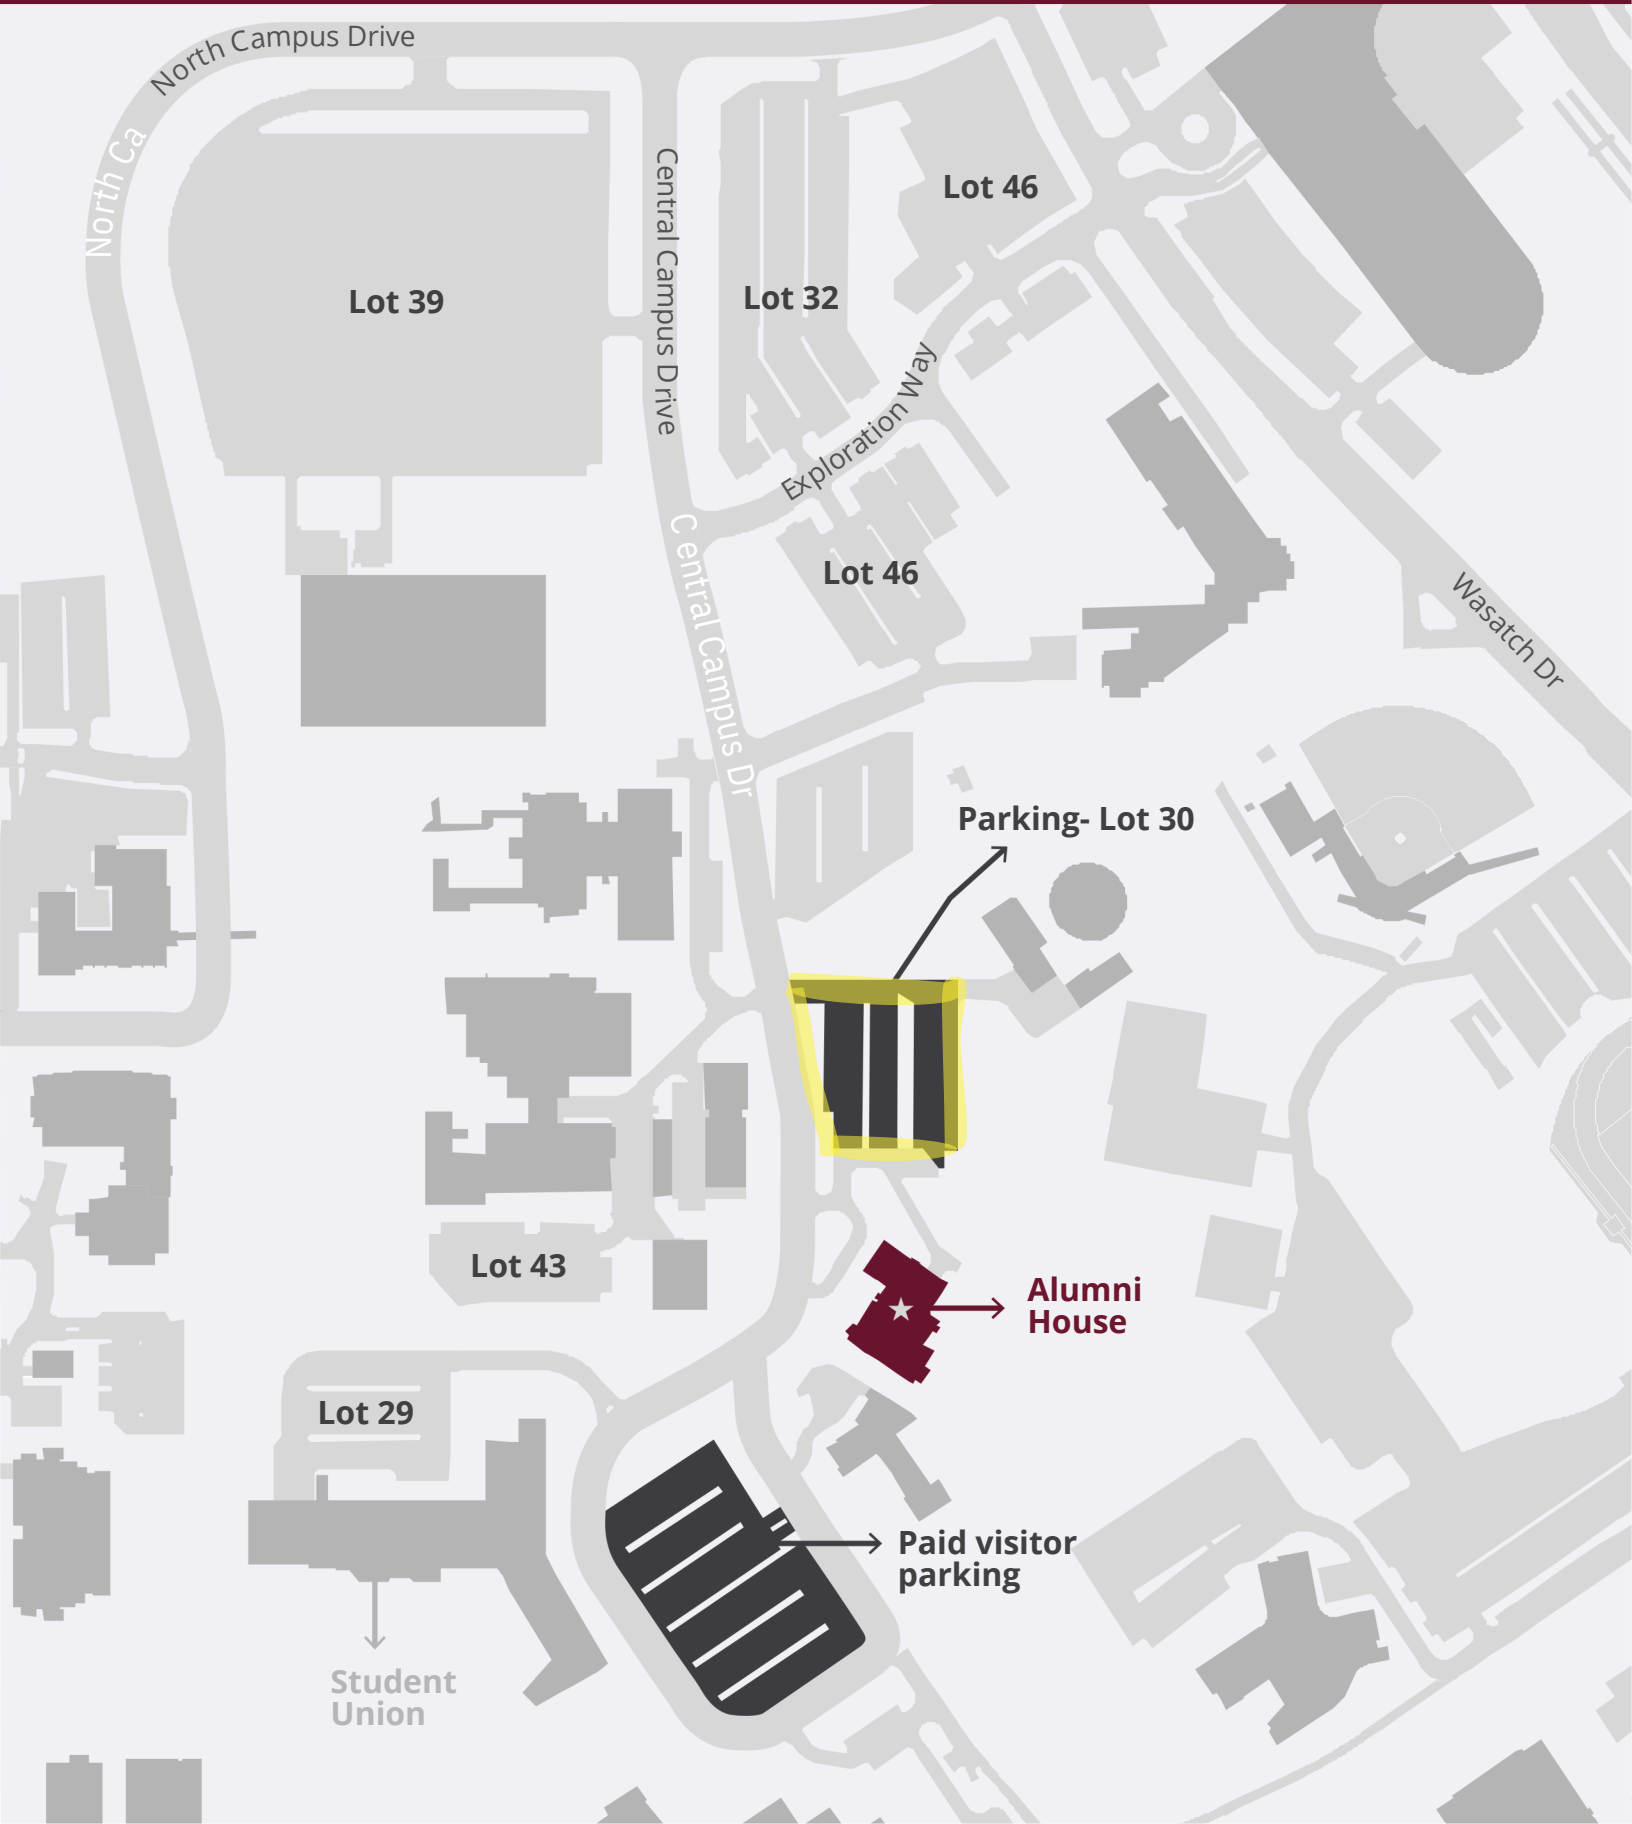 North Campus Drive
North Ca
Central Campus Drive
Lot 46
Lot 39
Lot 32
Exploration Way
Central Campus Dr
Lot 46
Wasatch Dr
Parking- Lot 30
Lot 43
Alumni
House
Lot 29
Paid visitor
parking
Student
Union